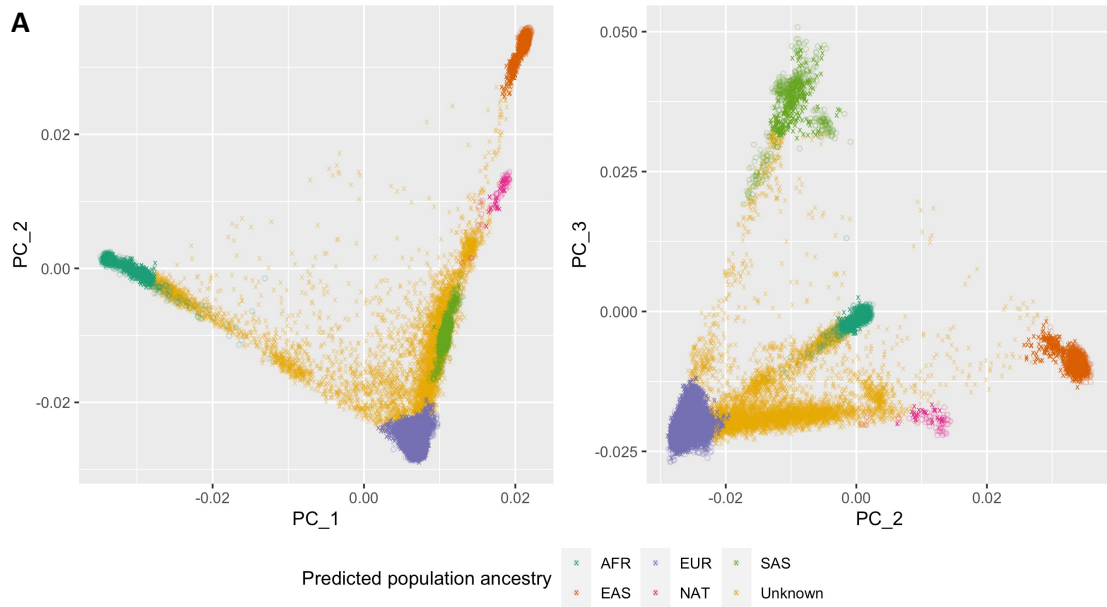 A
PC_2
0.02
0.00
-0.02
-0.02
0.00
0.02
PC_1
PC_3
0.050
0.025
0.000
-0.025
-0.02
0.00
0.02
PC_2
Predicted population ancestry
AFR
EUR
SAS
EAS
NAT
Unknown